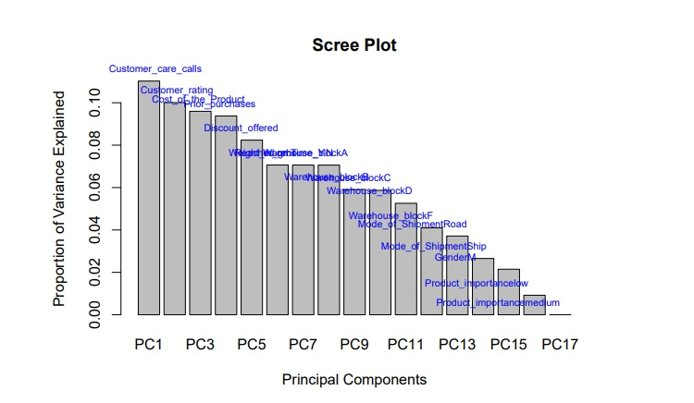 Scree Plot
Customer_care_calls
Customer_rating
Cost_of_the_Product
Prior_purchases
Discount_offered
Warehouse_blockA
Warehouse_blockC
Warehouse_blockD
Warehouse_blockF
Mode_of_ShipmentRoad
Mode_of_ShipmentShip
GenderM
Product_importancelow
Product_importancemedium
Proportion of Variance Explained
0.10
0.08
0.06
0.04
0.02
0.00
PC1 PC3 PC5 PC7 PC9 PC11 PC13 PC15 PC17
Principal Components